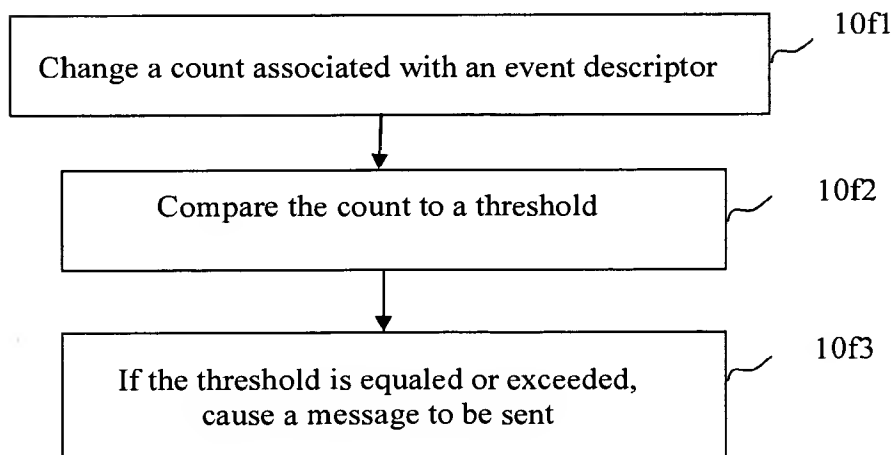 10f1
Change a count associated with an event descriptor
10f2
Compare the count to a threshold
10f3
If the threshold is equaled or exceeded,
cause a message to be sent